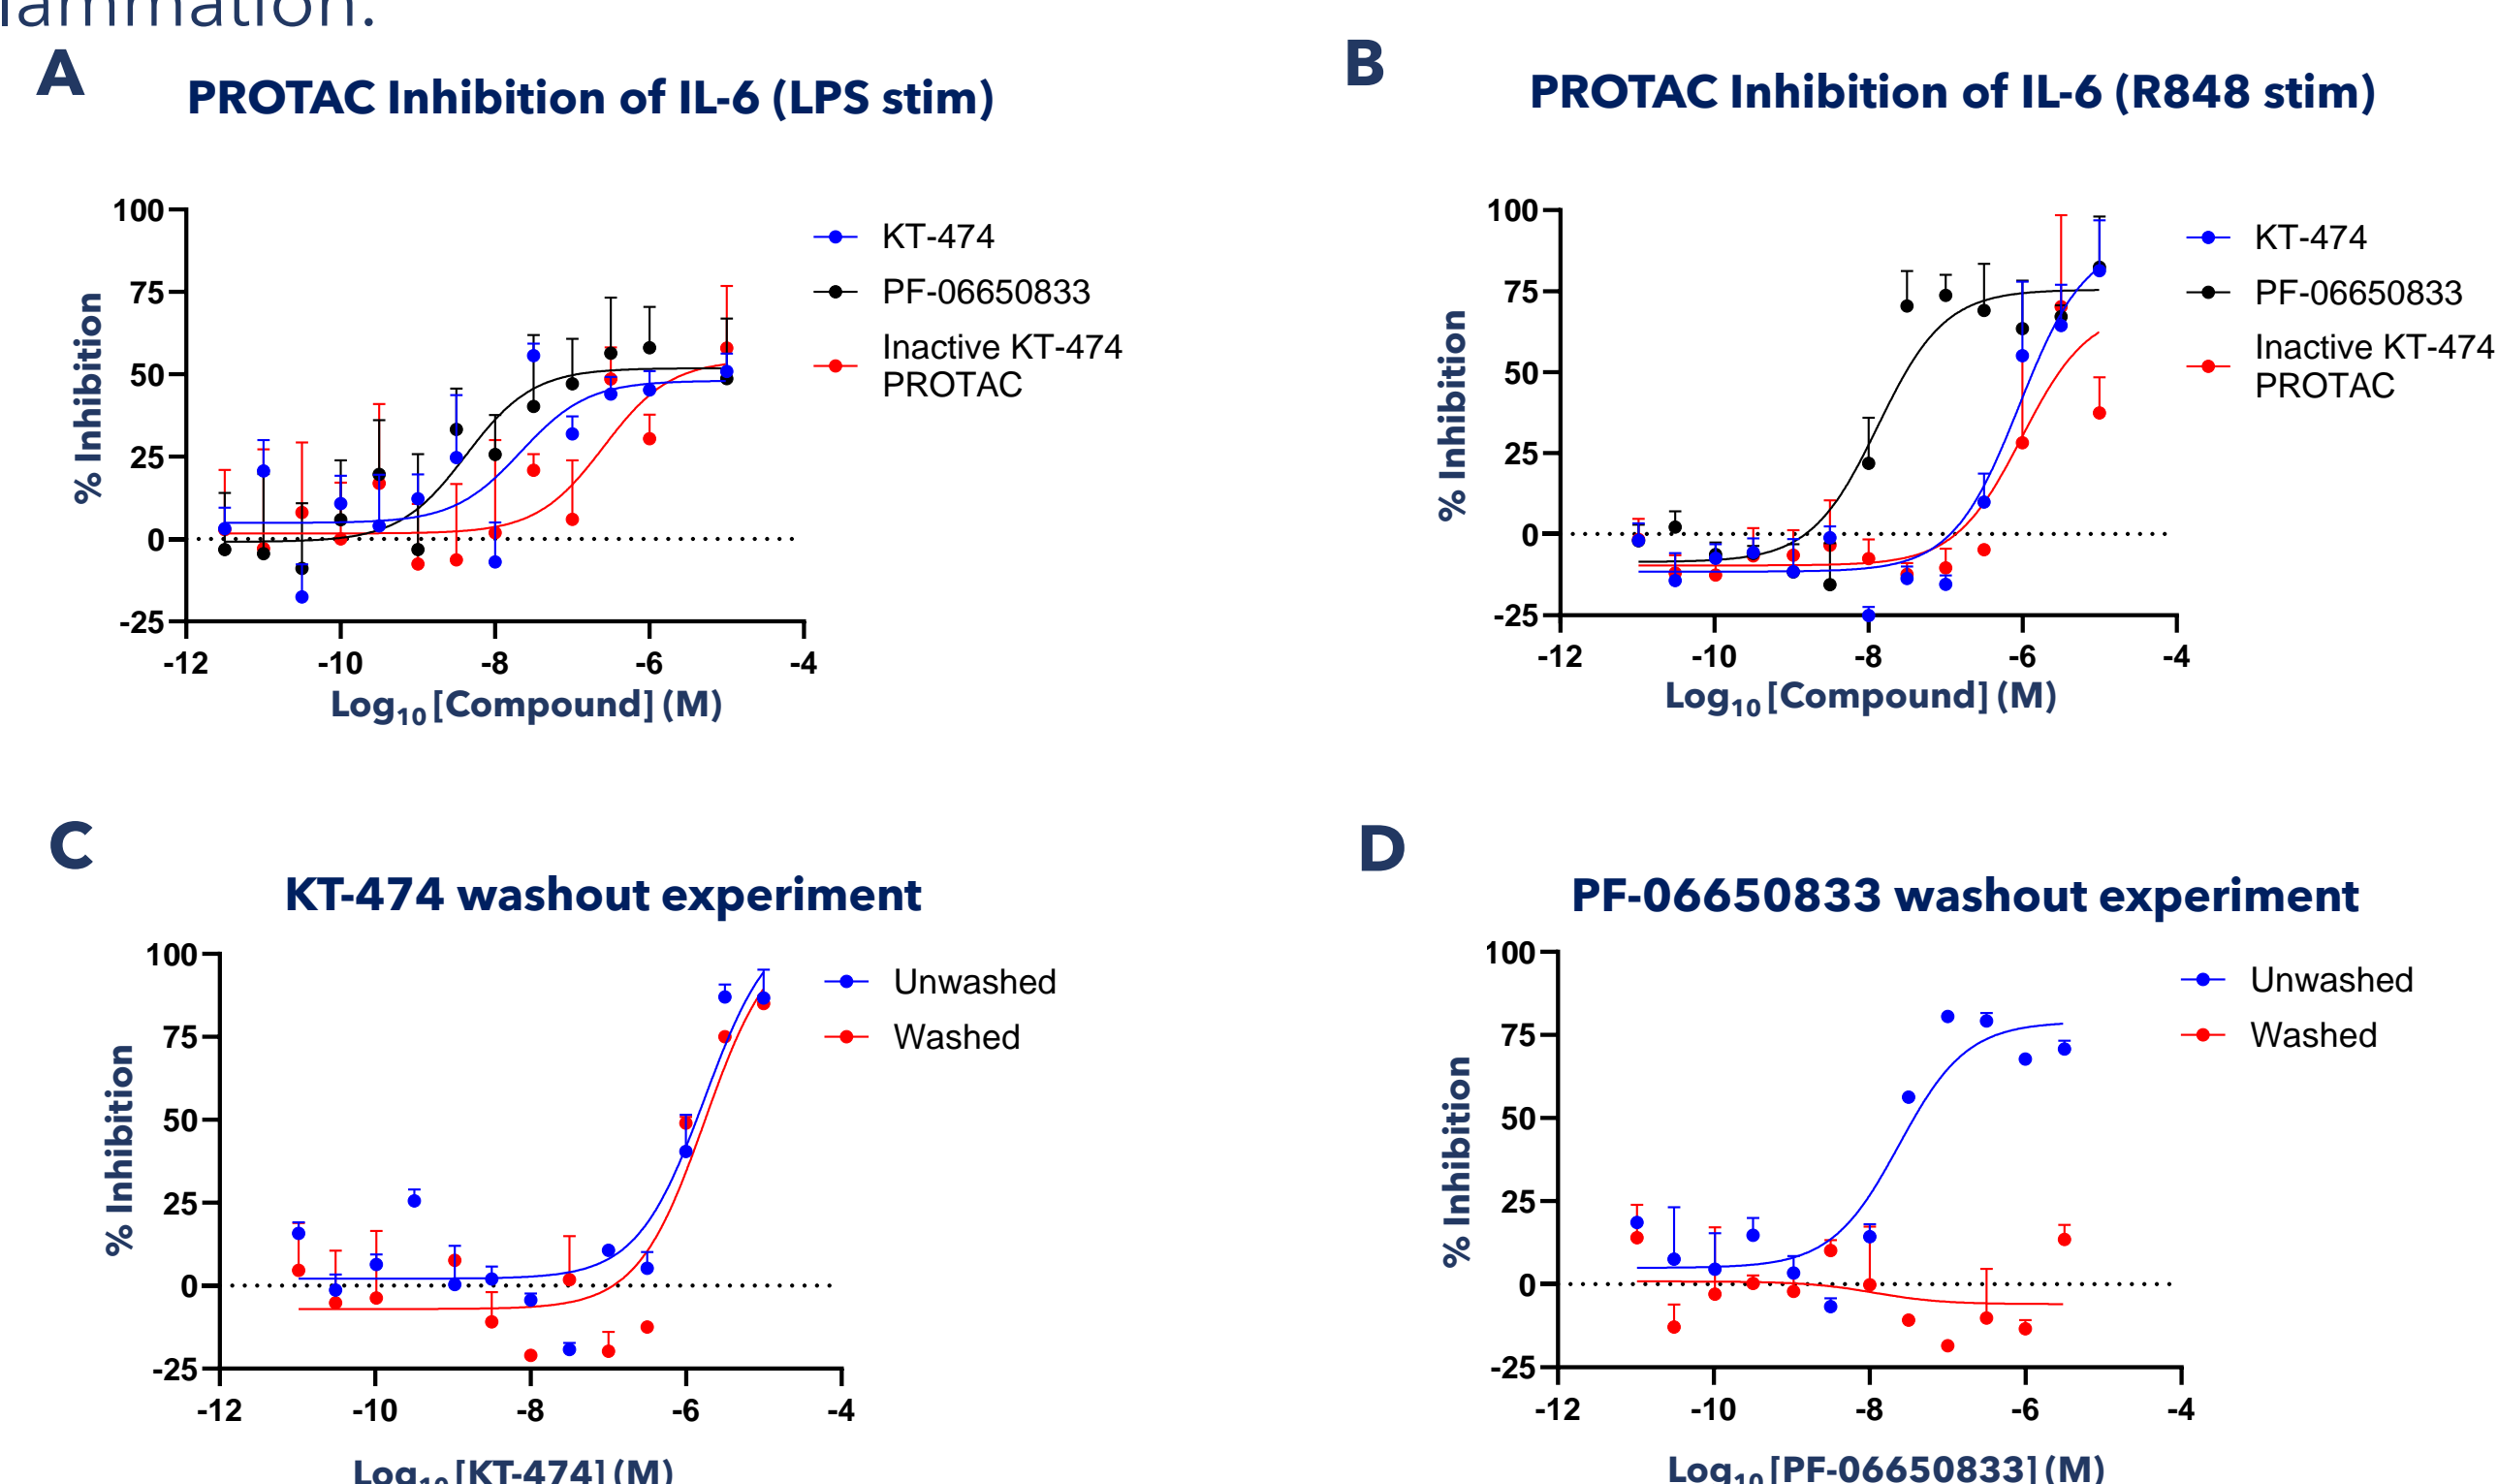 lammation.
A
PROTAC Inhibition of IL-6 (LPS stim)
100
75
50
25
0
-25
% Inhibition
-12
-10
-8
-6
-4
Log₁₀ [Compound] (M)
KT-474
PF-06650833
Inactive KT-474
PROTAC
B
PROTAC Inhibition of IL-6 (R848 stim)
100
75
50
25
0
-25
% Inhibition
-12
-10
-8
-6
-4
Log₁₀ [Compound] (M)
KT-474
PF-06650833
Inactive KT-474
PROTAC
C
KT-474 washout experiment
100
75
50
25
0
-25
% Inhibition
-12
-10
-8
-6
-4
Log₁₀ [KT-474] (M)
Unwashed
Washed
D
PF-06650833 washout experiment
100
75
50
25
0
-25
% Inhibition
-12
-10
-8
-6
-4
Log₁₀ [PF-06650833] (M)
Unwashed
Washed